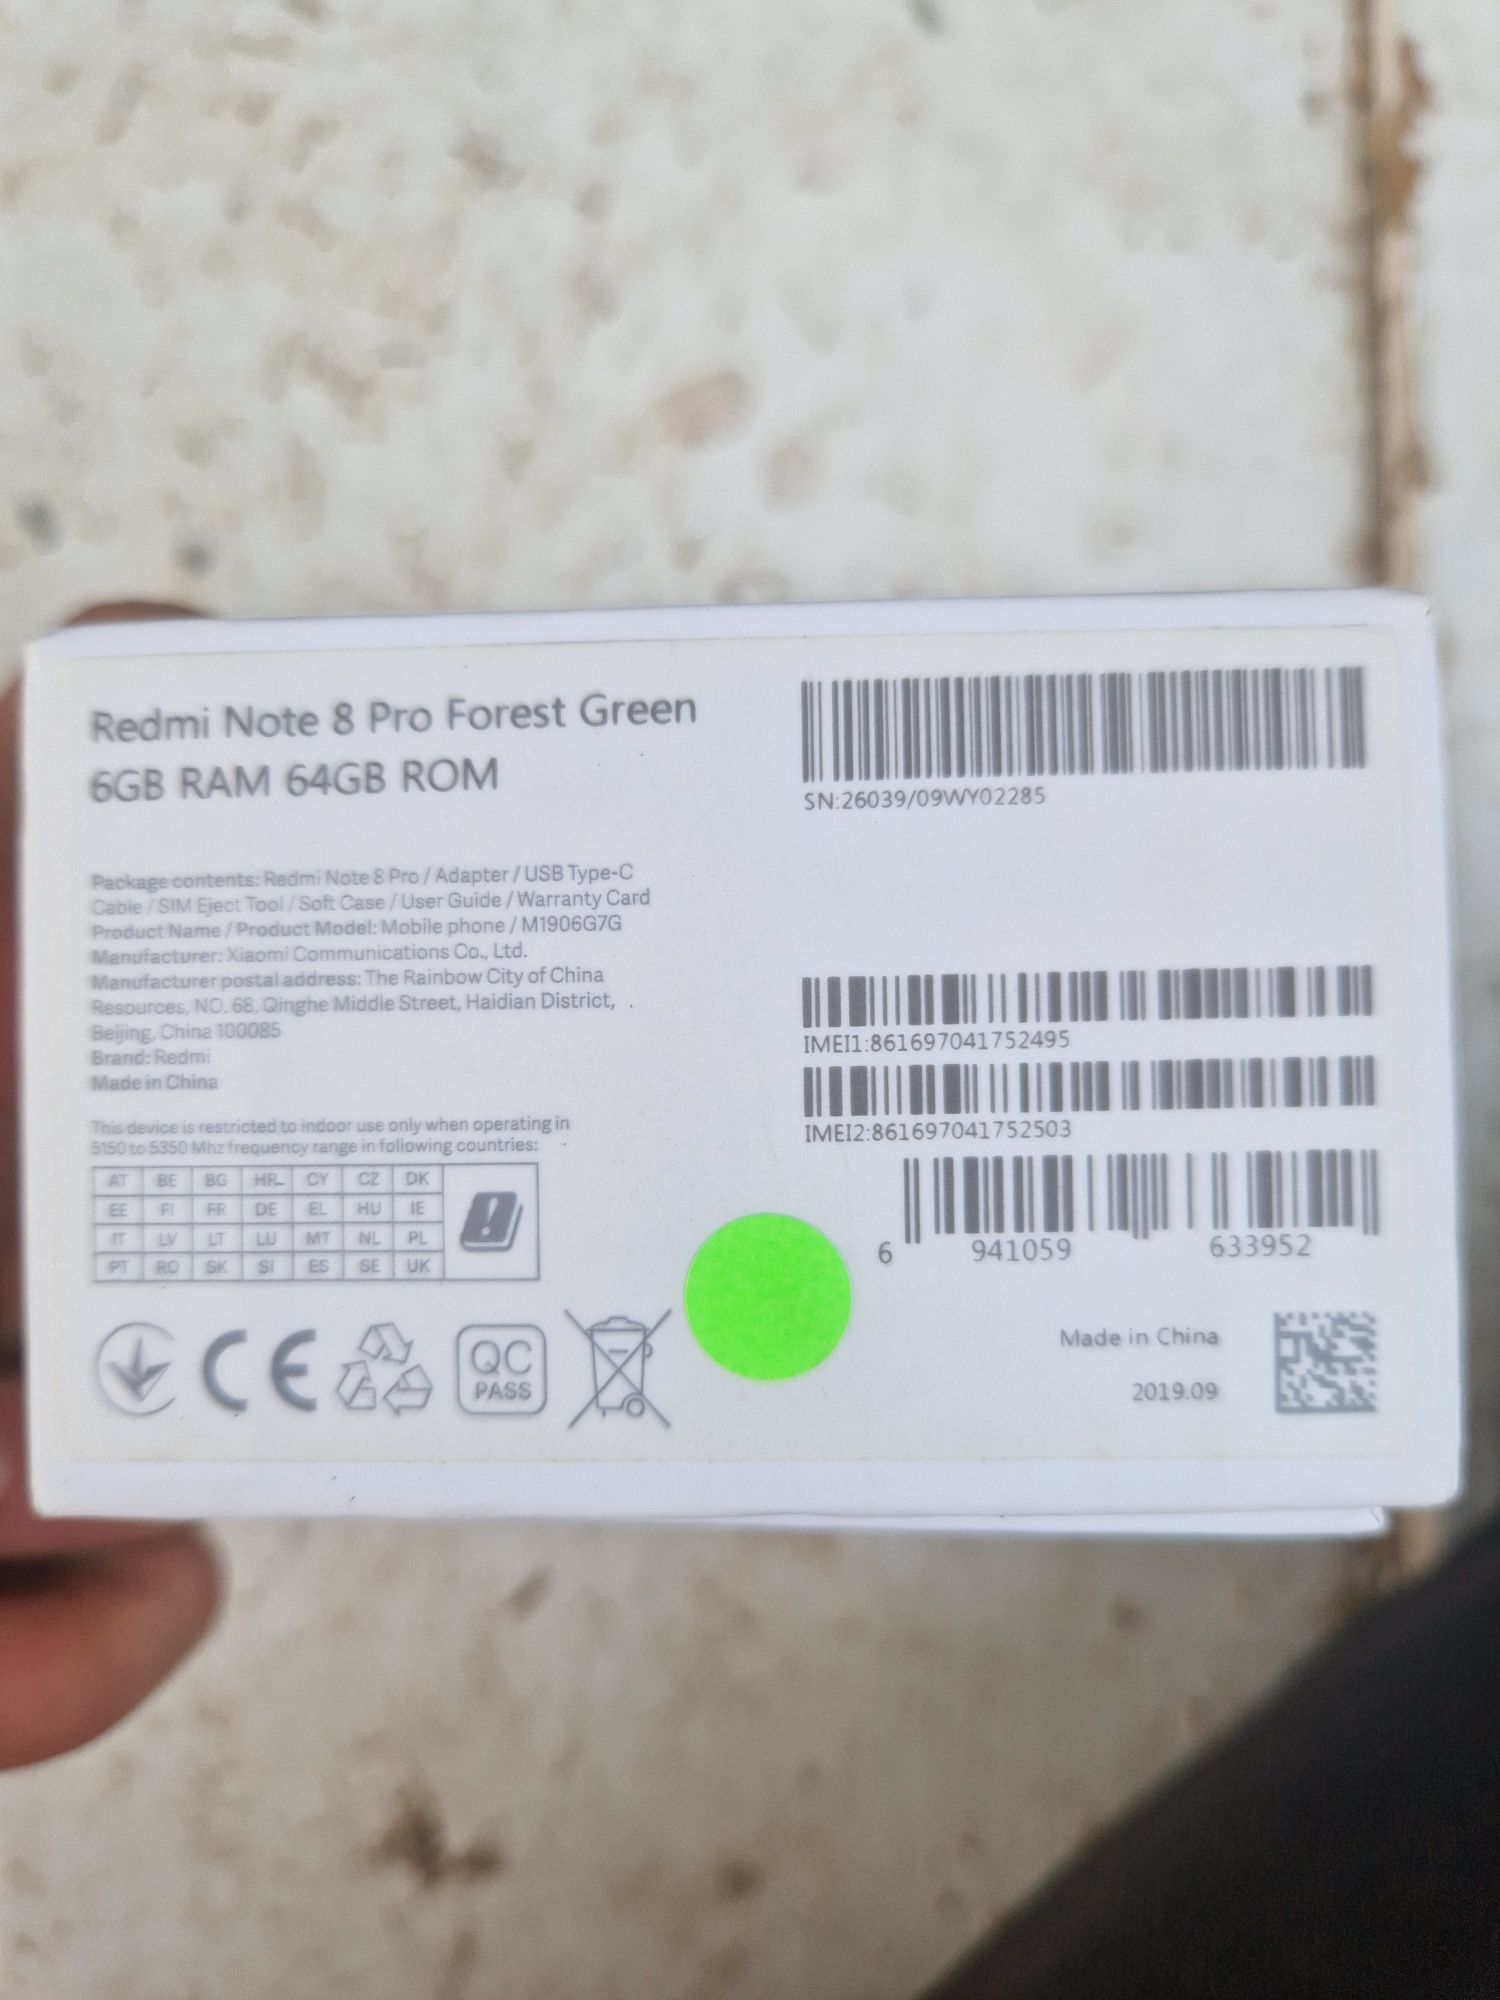 Redmi Note 8 Pro Forest Green
6GB RAM 64GB ROM
Package contents: Redmi Note 8 Pro / Adapter / USB Type-C
Cable / SIM Eject Tool / Soft Case / User Guide / Warranty Card
Product Name / Product Model: Mobile phone / M1906G7G
Manufacturer: Xiaomi Communications Co., Ltd.
Manufacturer postal address: The Rainbow City of China
Resources, NO. 68, Qinghe Middle Street, Haidian District,
Beijing, China 100085
Brand: Redmi
Made in China
This device is restricted to indoor use only when operating in
5150 to 5350 Mhz frequency range in following countries:
AT BE BG HR CY CZ DK
EE FI FR DE EL HU IE
IT LV LT LU MT NL PL
PT RO SK SI ES SE UK
CE
QC
PASS
SN:26039/09WY02285
IMEI1:861697041752495
IMEI2:861697041752503
6 941059 633952
Made in China
2019.09